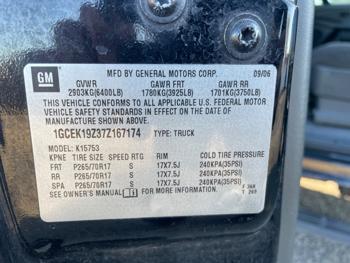 GM
MFD BY GENERAL MOTORS CORP. 09/06
GVWR GAWR FRT GAWR RR
2903KG(6400LB) 1780KG(3925LB) 1701KG(3750LB)
THIS VEHICLE CONFORMS TO ALL APPLICABLE U.S. FEDERAL MOTOR
VEHICLE SAFETY STANDARDS IN EFFECT ON THE DATE OF
MANUFACTURE SHOWN ABOVE.
1GCEK19Z37Z167174 TYPE: TRUCK
MODEL: K15753
KPNE TIRE SIZE SPEED RTG RIM COLD TIRE PRESSURE
FRT P265/70R17 S 17X7.5J 240KPA(35PSI)
RR P265/70R17 S 17X7.5J 240KPA(35PSI)
SPA P265/70R17 S 17X7.5J 240KPA(35PSI)
SEE OWNER'S MANUAL FOR MORE INFORMATION.
F 368
T 269